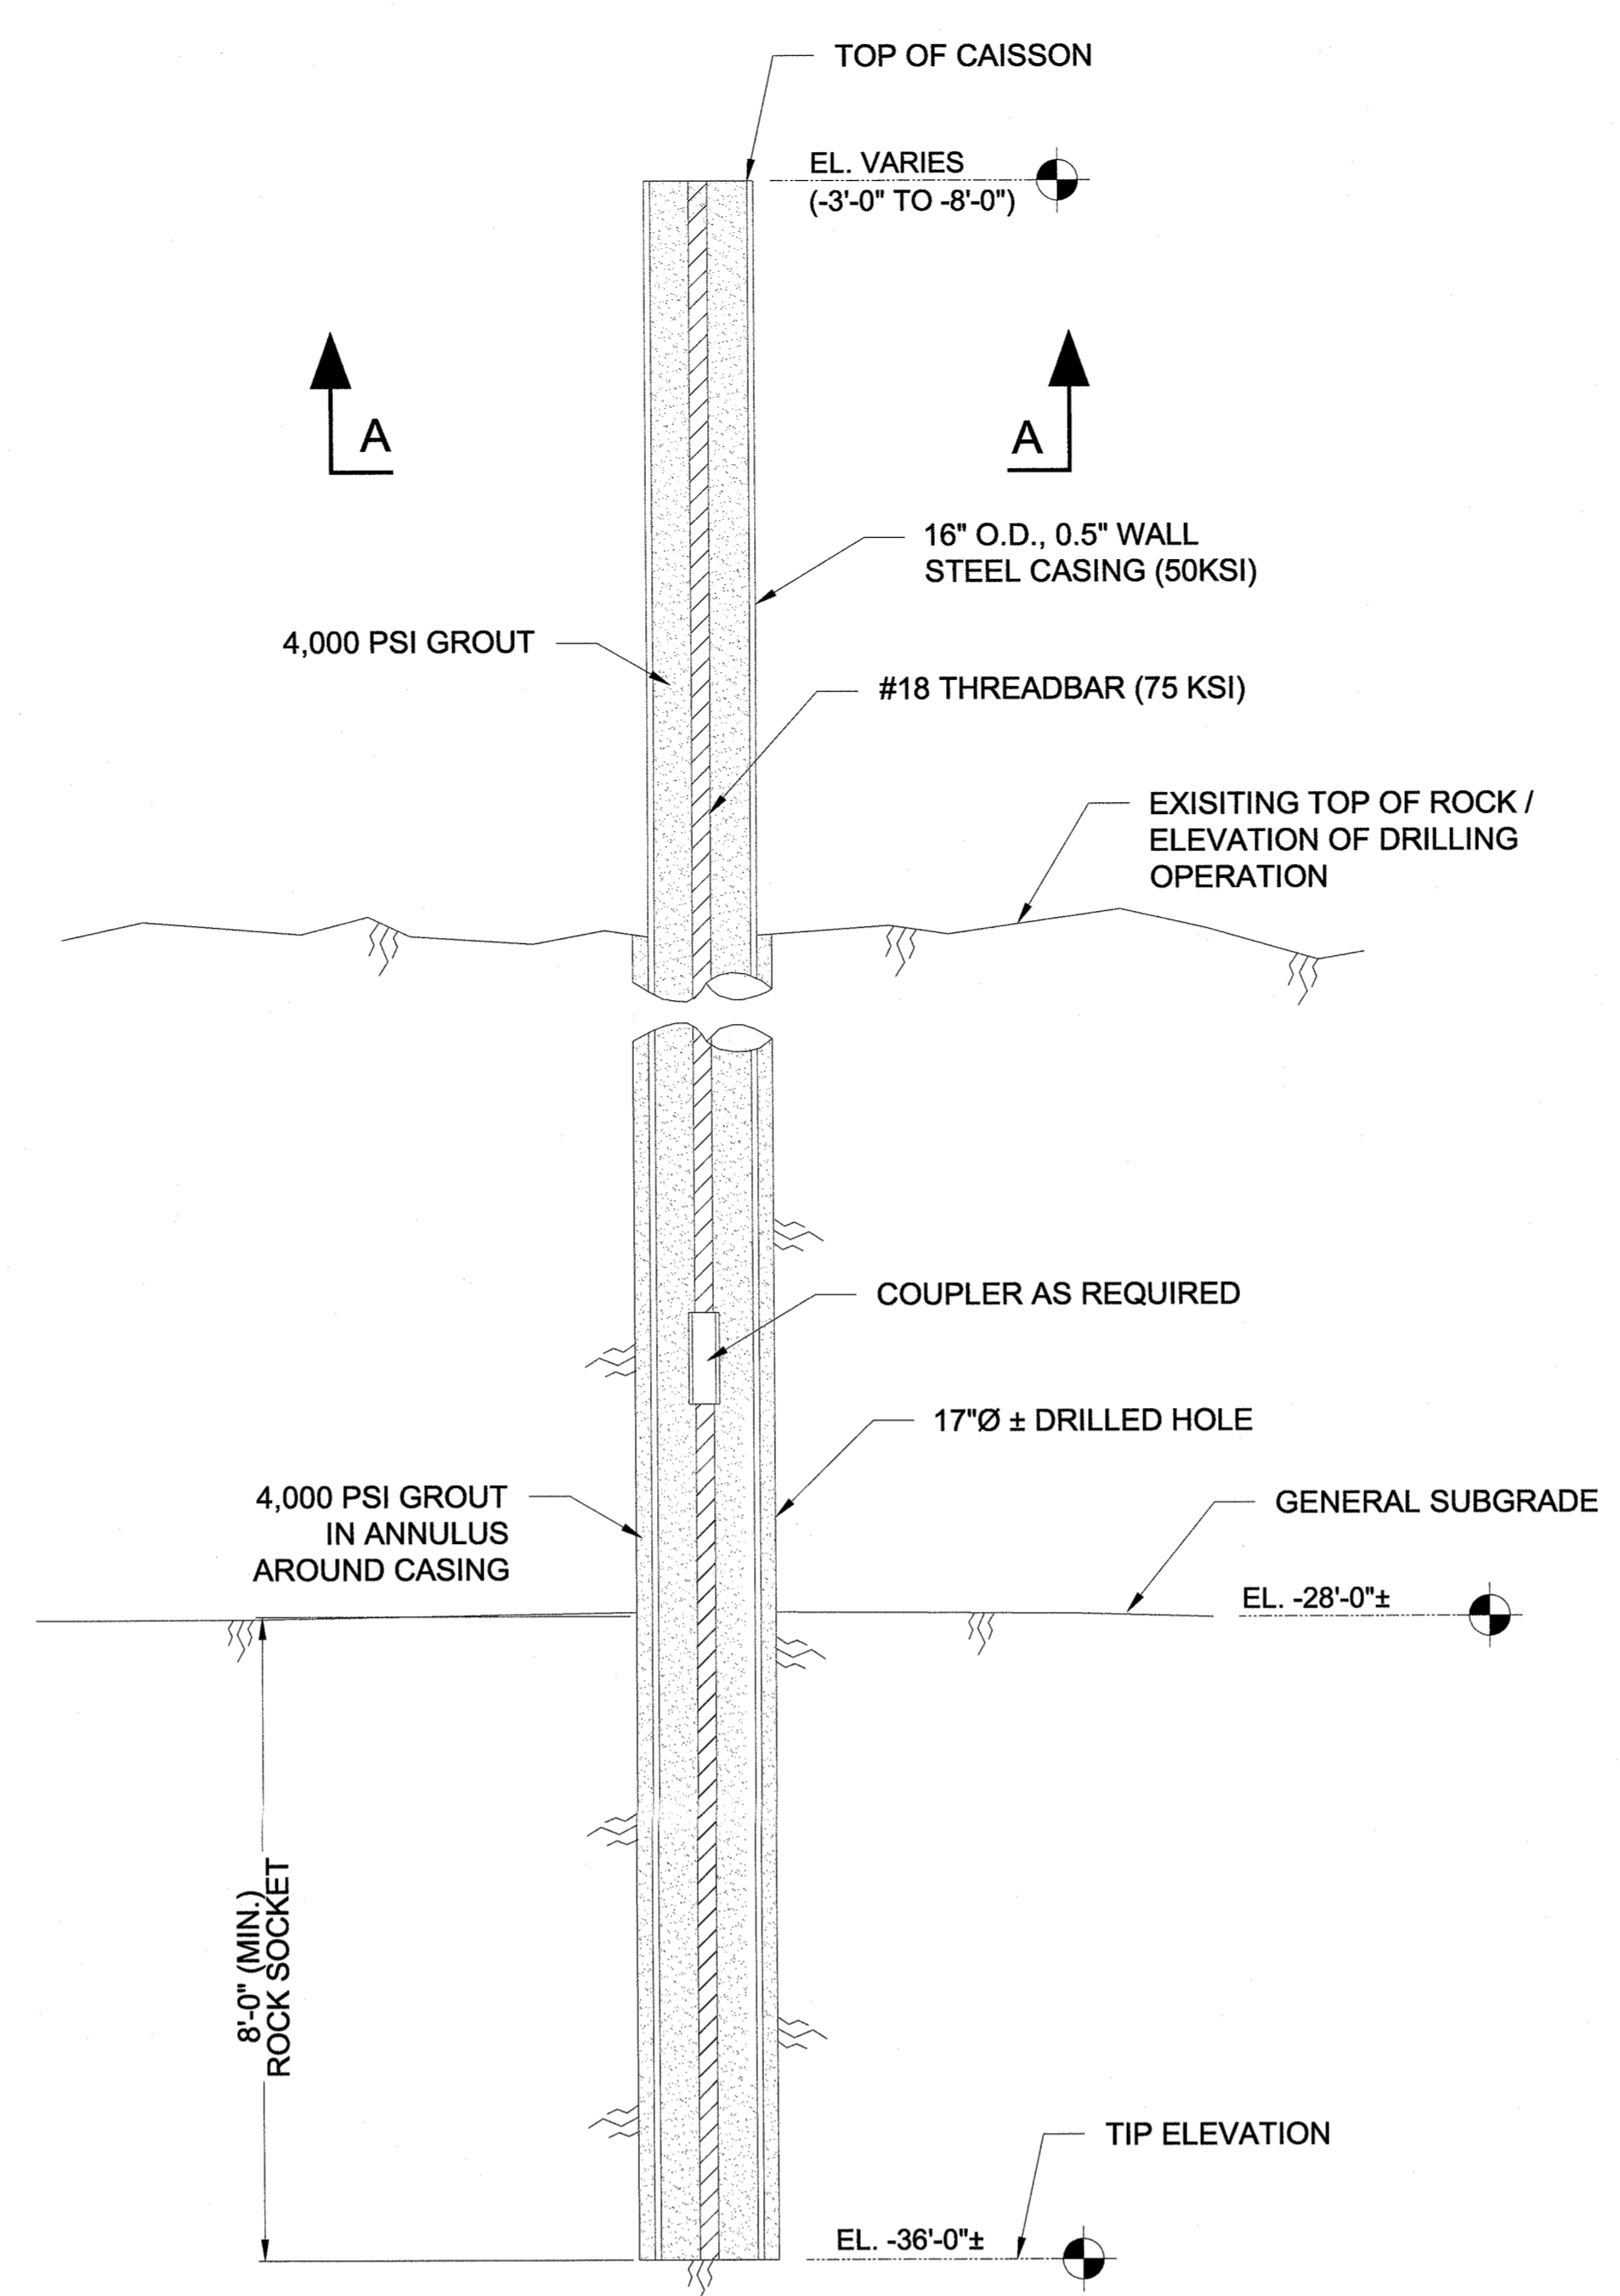 TOP OF CAISSON
EL. VARIES
(-3'-0" TO -8'-0")
A
A
16" O.D., 0.5" WALL
STEEL CASING (50KSI)
4,000 PSI GROUT
#18 THREADBAR (75 KSI)
EXISITING TOP OF ROCK /
ELEVATION OF DRILLING
OPERATION
COUPLER AS REQUIRED
17"Ø ± DRILLED HOLE
4,000 PSI GROUT
IN ANNULUS
AROUND CASING
GENERAL SUBGRADE
EL. -28'-0"±
8'-0" (MIN.)
ROCK SOCKET
TIP ELEVATION
EL. -36'-0"±